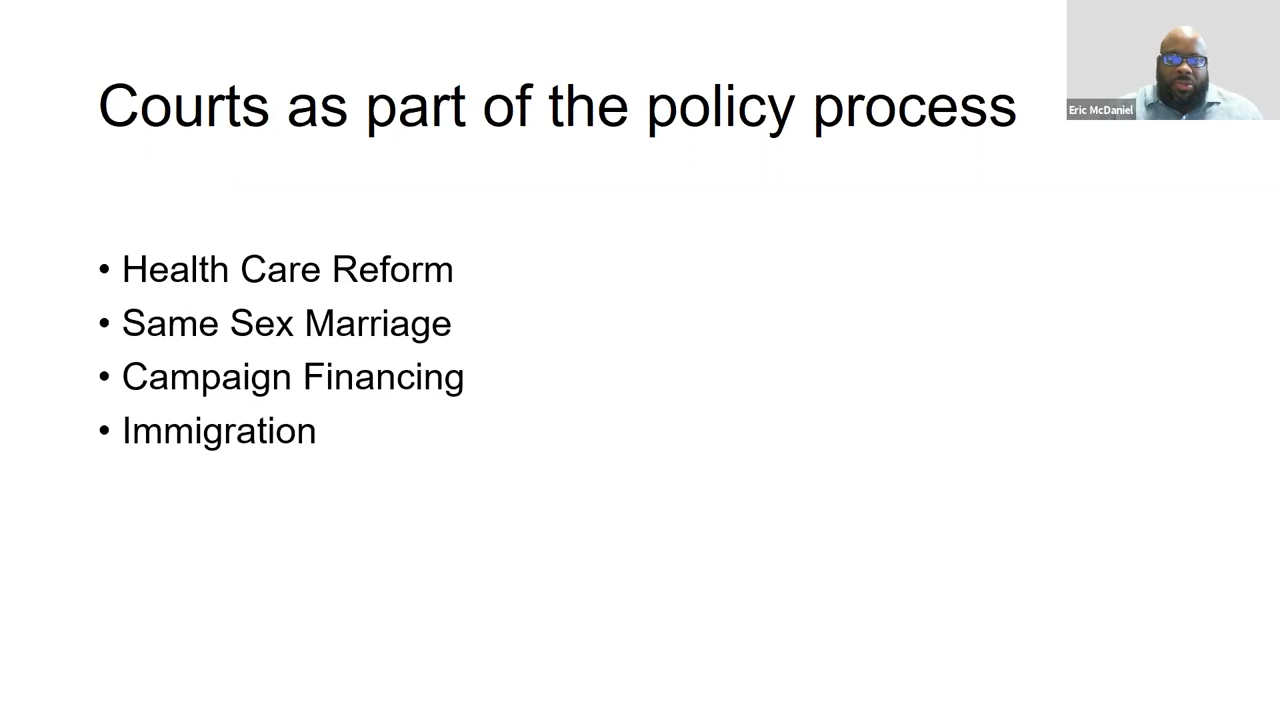 Courts as part of the policy process
Eric McDaniel
• Health Care Reform
• Same Sex Marriage
• Campaign Financing
• Immigration